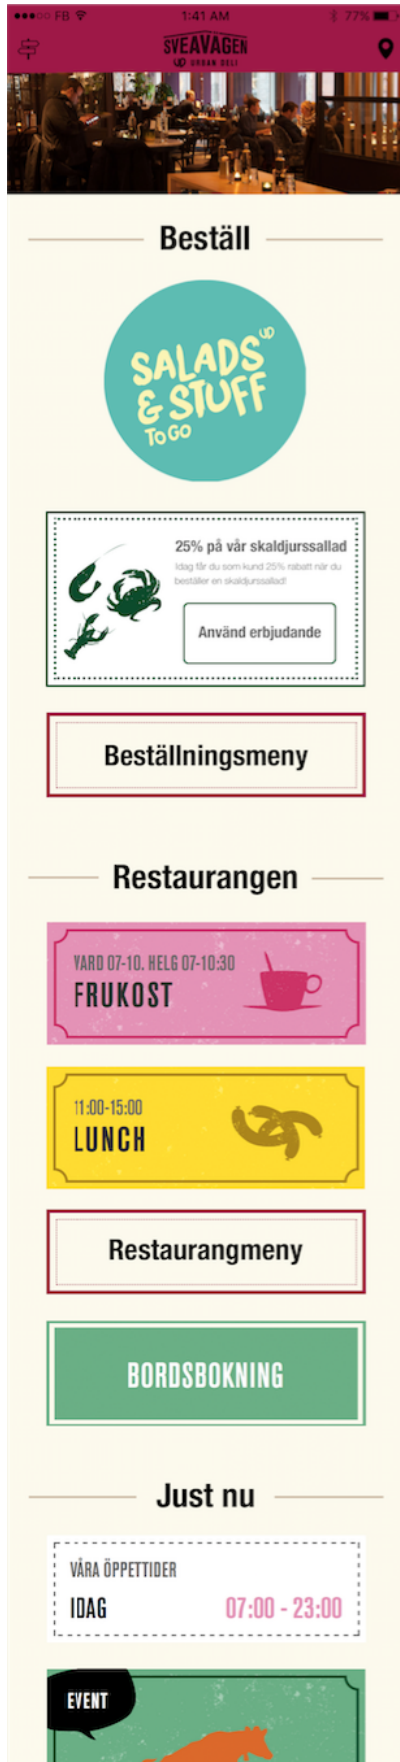 FB 1:41 AM 77%
SVEAVAGEN
UD URBAN DELI
Beställ
SALADS UD
& STUFF
To GO
25% på vår skaldjurssallad
Idag får du som kund 25% rabatt när du
beställer en skaldjurssallad!
Använd erbjudande
Beställningsmeny
Restaurangen
VARD 07-10. HELG 07-10:30
FRUKOST
11:00-15:00
LUNCH
Restaurangmeny
BORDSBOKNING
Just nu
VÅRA ÖPPETTIDER
IDAG 07:00 - 23:00
EVENT